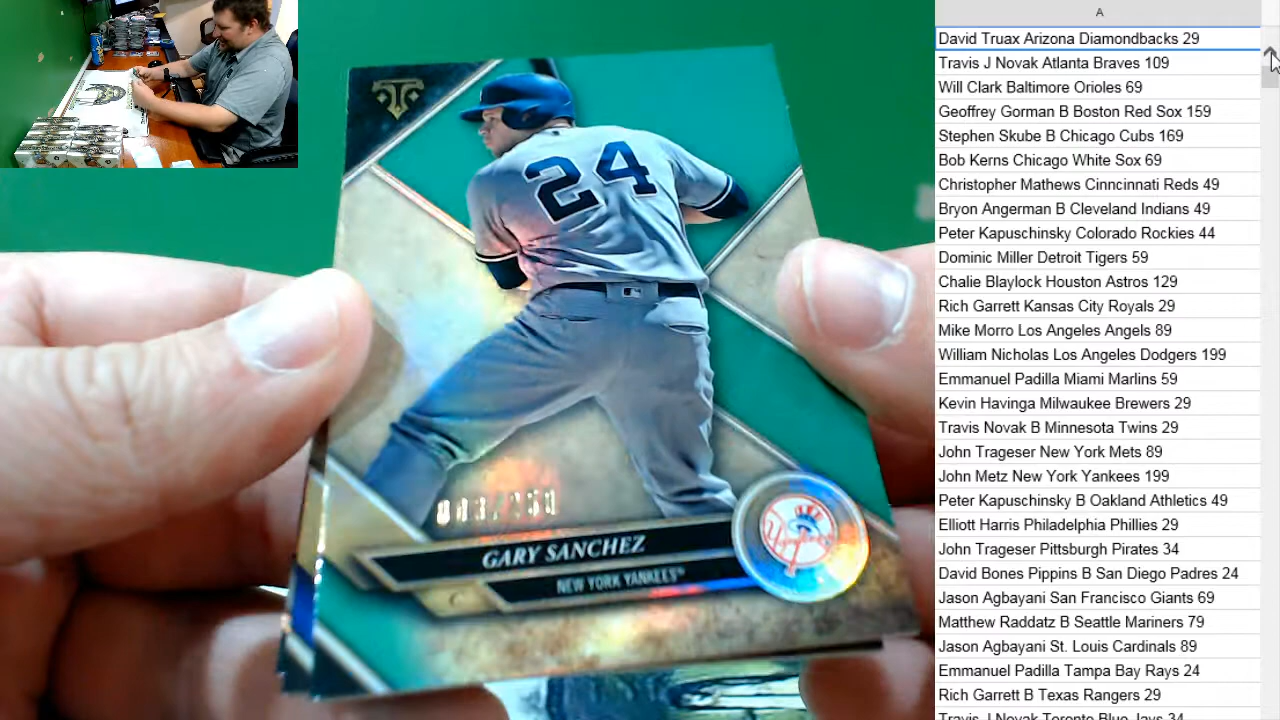 24
GARY SANCHEZ
NEW YORK YANKEES
A
David Truax Arizona Diamondbacks 29
Travis J Novak Atlanta Braves 109
Will Clark Baltimore Orioles 69
Geoffrey Gorman B Boston Red Sox 159
Stephen Skube B Chicago Cubs 169
Bob Kerns Chicago White Sox 69
Christopher Mathews Cinncinnati Reds 49
Bryon Angerman B Cleveland Indians 49
Peter Kapuschinsky Colorado Rockies 44
Dominic Miller Detroit Tigers 59
Chalie Blaylock Houston Astros 129
Rich Garrett Kansas City Royals 29
Mike Morro Los Angeles Angels 89
William Nicholas Los Angeles Dodgers 199
Emmanuel Padilla Miami Marlins 59
Kevin Havinga Milwaukee Brewers 29
Travis Novak B Minnesota Twins 29
John Trageser New York Mets 89
John Metz New York Yankees 199
Peter Kapuschinsky B Oakland Athletics 49
Elliott Harris Philadelphia Phillies 29
John Trageser Pittsburgh Pirates 34
David Bones Pippins B San Diego Padres 24
Jason Agbayani San Francisco Giants 69
Matthew Raddatz B Seattle Mariners 79
Jason Agbayani St. Louis Cardinals 89
Emmanuel Padilla Tampa Bay Rays 24
Rich Garrett B Texas Rangers 29
Travis J Novak Toronto Blue Jays 34